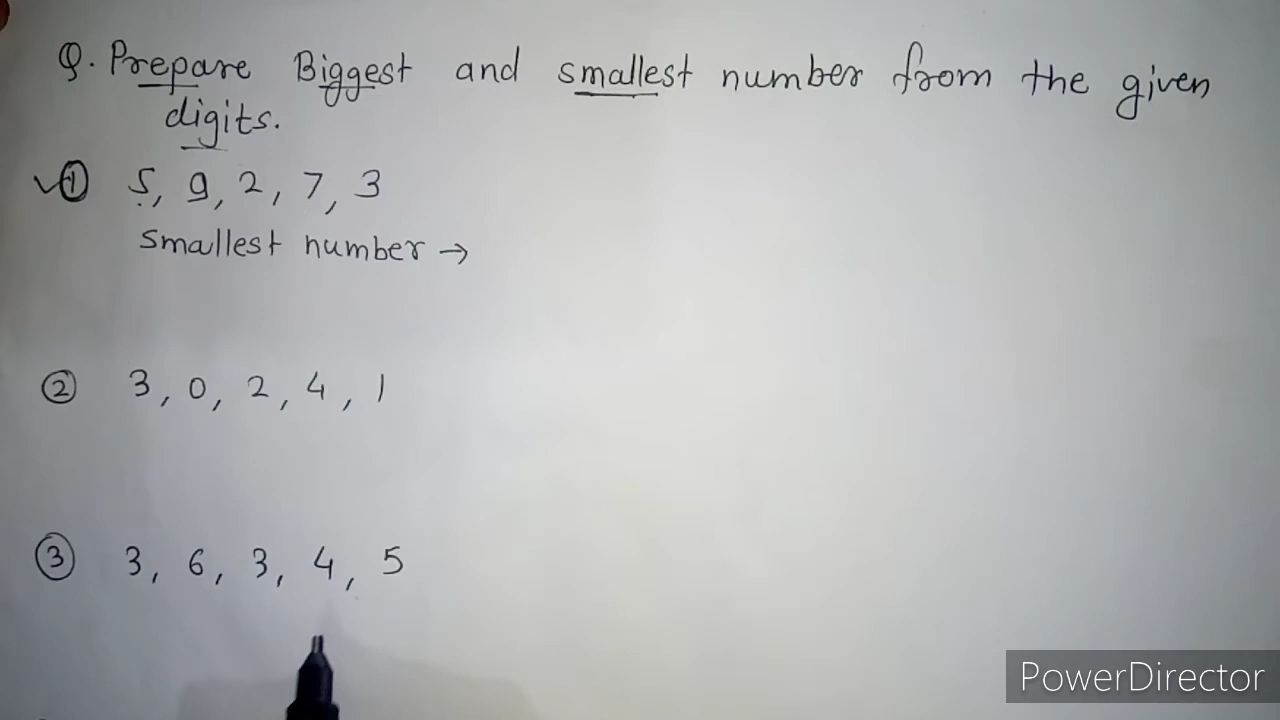 Q. Prepare Biggest and smallest number from the given
digits.
① 5, 9, 2, 7, 3
Smallest number →
② 3, 0, 2, 4, 1
③ 3, 6, 3, 4, 5
PowerDirector